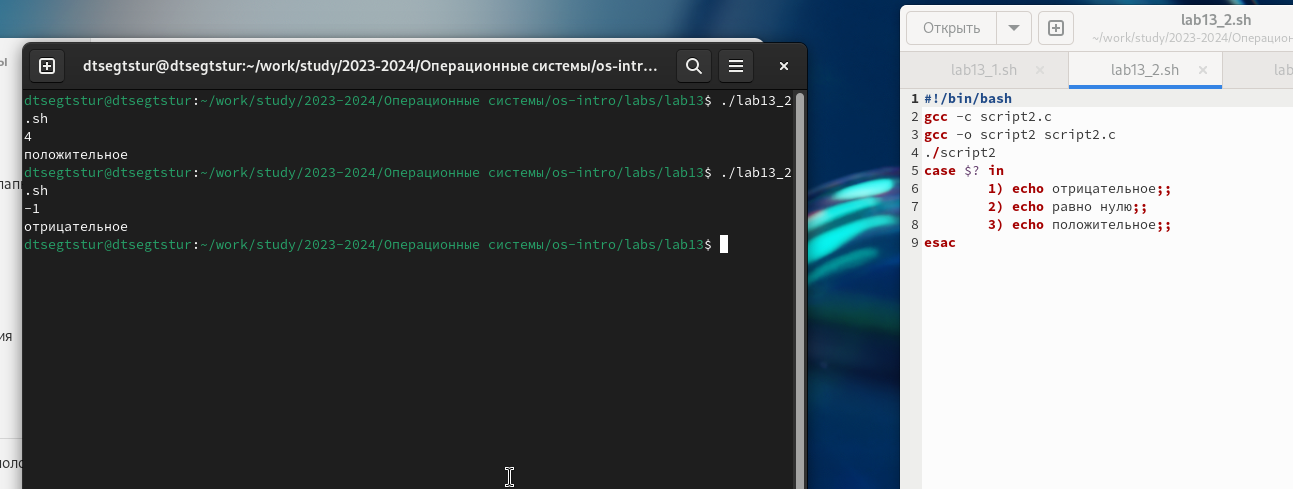 ы
лап
ия
dtsegtstur@dtsegtstur:~/work/study/2023-2024/Операционные системы/os-intr...
dtsegtstur@dtsegtstur:~/work/study/2023-2024/Операционные системы/os-intro/labs/lab13$ ./lab13_2
.sh
4
положительное
dtsegtstur@dtsegtstur:~/work/study/2023-2024/Операционные системы/os-intro/labs/lab13$ ./lab13_2
.sh
-1
отрицательное
dtsegtstur@dtsegtstur:~/work/study/2023-2024/Операционные системы/os-intro/labs/lab13$
Открыть
lab13_2.sh
~/work/study/2023-2024/Операцион
lab13_1.sh
lab13_2.sh
lab
1 #!/bin/bash
2 gcc -c script2.c
3 gcc -o script2 script2.c
4 ./script2
5 case $? in
6 1) echo отрицательное;;
7 2) echo равно нулю;;
8 3) echo положительное;;
9 esac